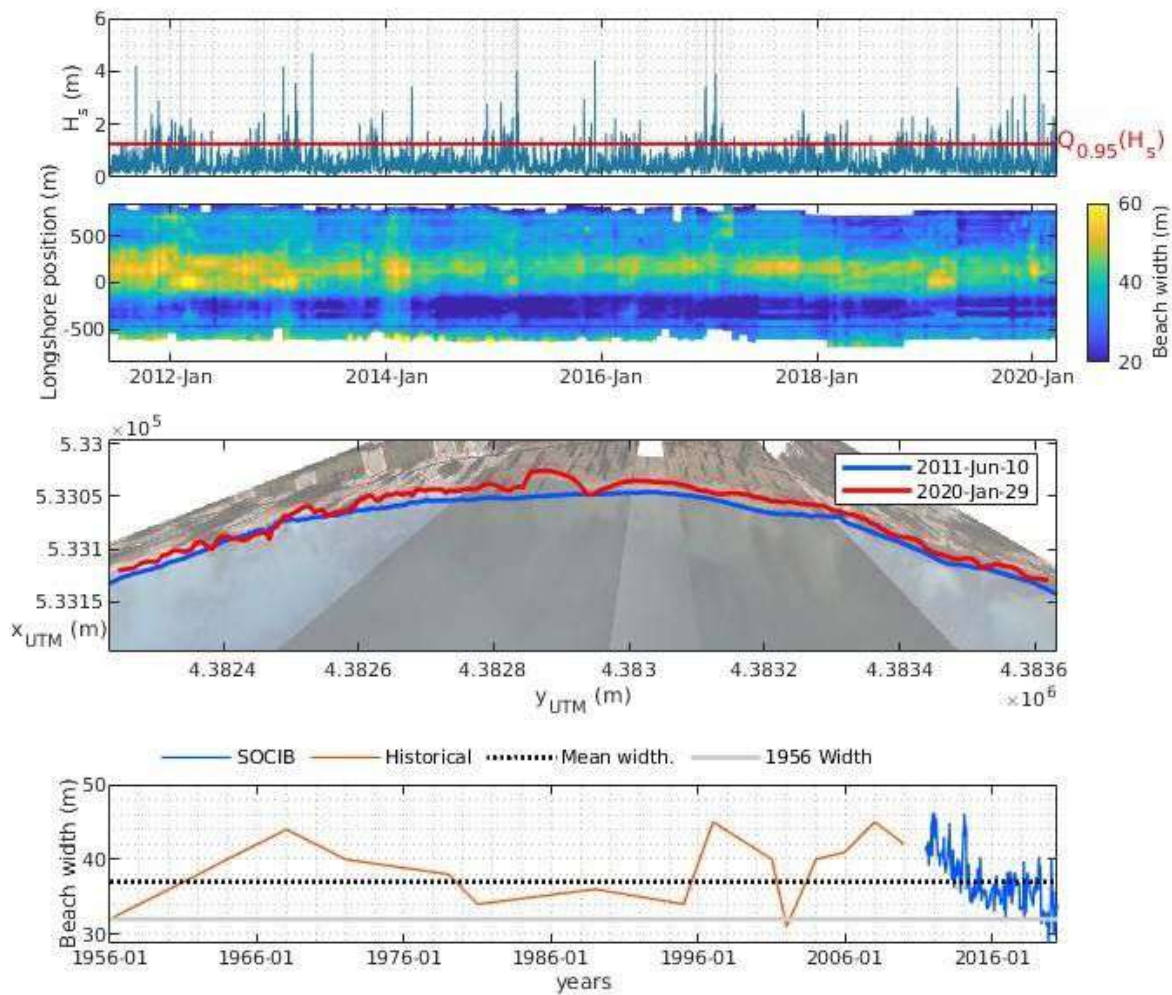 6
4
2
0
H_s (m)
Q_0.95(H_s)
Longshore position (m)
500
0
-500
2012-Jan 2014-Jan 2016-Jan 2018-Jan 2020-Jan
60
40
20
Beach width (m)
×10^5
5.33
5.3305
5.331
5.3315
x_UTM (m)
2011-Jun-10
2020-Jan-29
4.3824 4.3826 4.3828 4.383 4.3832 4.3834 4.3836
y_UTM (m)
×10^6
SOCIB Historical Mean width. 1956 Width
Beach width (m)
50
40
30
1956-01 1966-01 1976-01 1986-01 1996-01 2006-01 2016-01
years